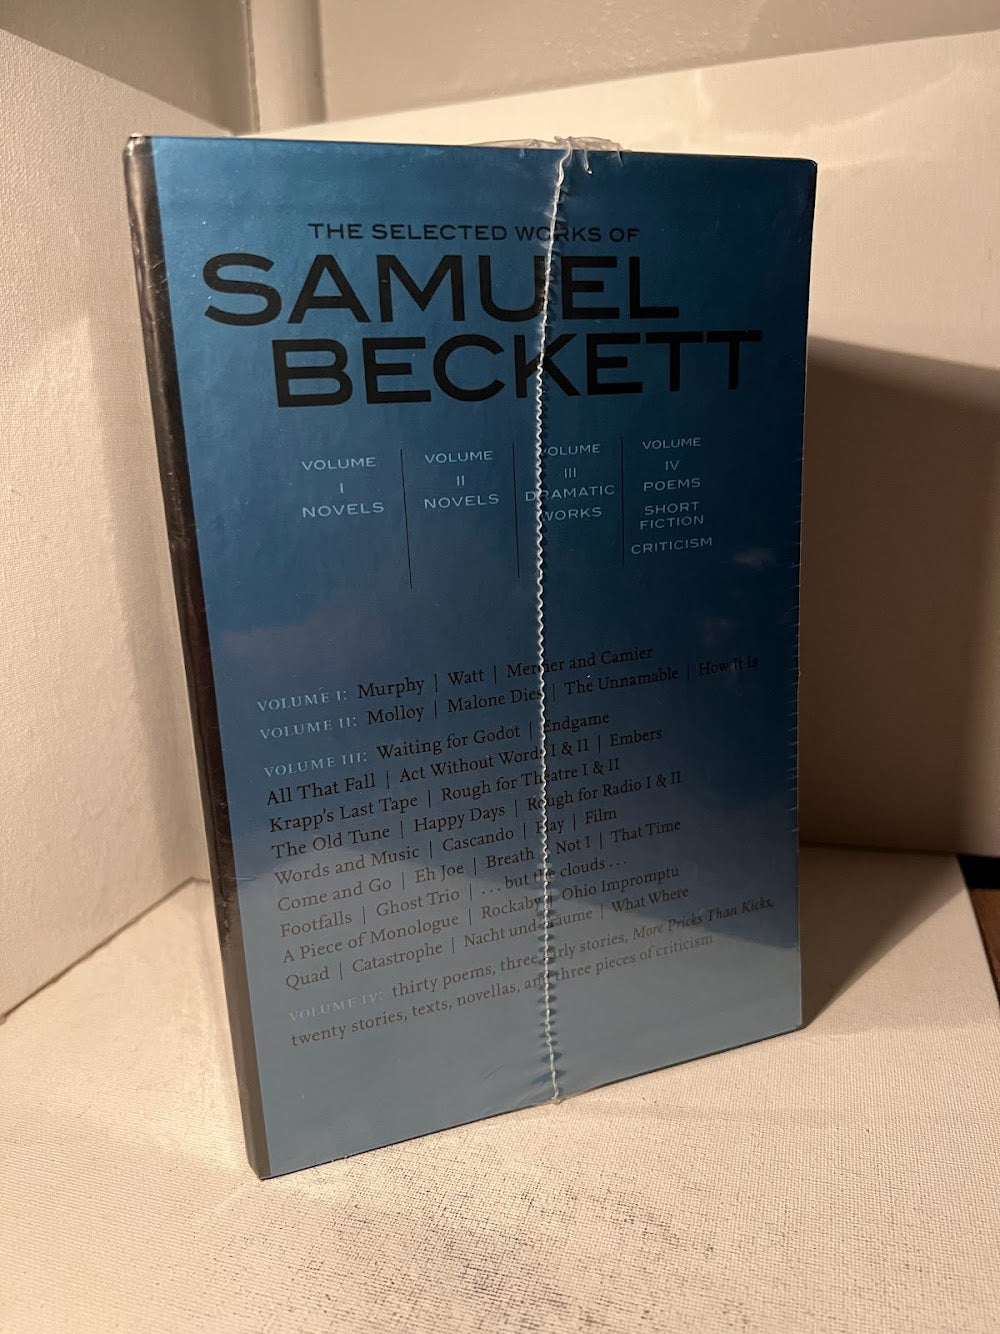 THE SELECTED WORKS OF
SAMUEL
BECKETT
VOLUME
I
NOVELS
VOLUME
II
NOVELS
VOLUME
III
DRAMATIC
WORKS
VOLUME
IV
POEMS
SHORT
FICTION
CRITICISM
VOLUME I: Murphy | Watt | Mercier and Camier
VOLUME II: Molloy | Malone Dies | The Unnamable | How It Is
VOLUME III: Waiting for Godot | Endgame
All That Fall | Act Without Words I & II | Embers
Krapp's Last Tape | Rough for Theatre I & II
The Old Tune | Happy Days | Rough for Radio I & II
Words and Music | Cascando | Play | Film
Come and Go | Eh Joe | Breath | Not I | That Time
Footfalls | Ghost Trio | . . . but the clouds . . .
A Piece of Monologue | Rockaby | Ohio Impromptu
Quad | Catastrophe | Nacht und Träume | What Where
VOLUME IV: thirty poems, three early stories, More Pricks Than Kicks,
twenty stories, texts, novellas, and three pieces of criticism